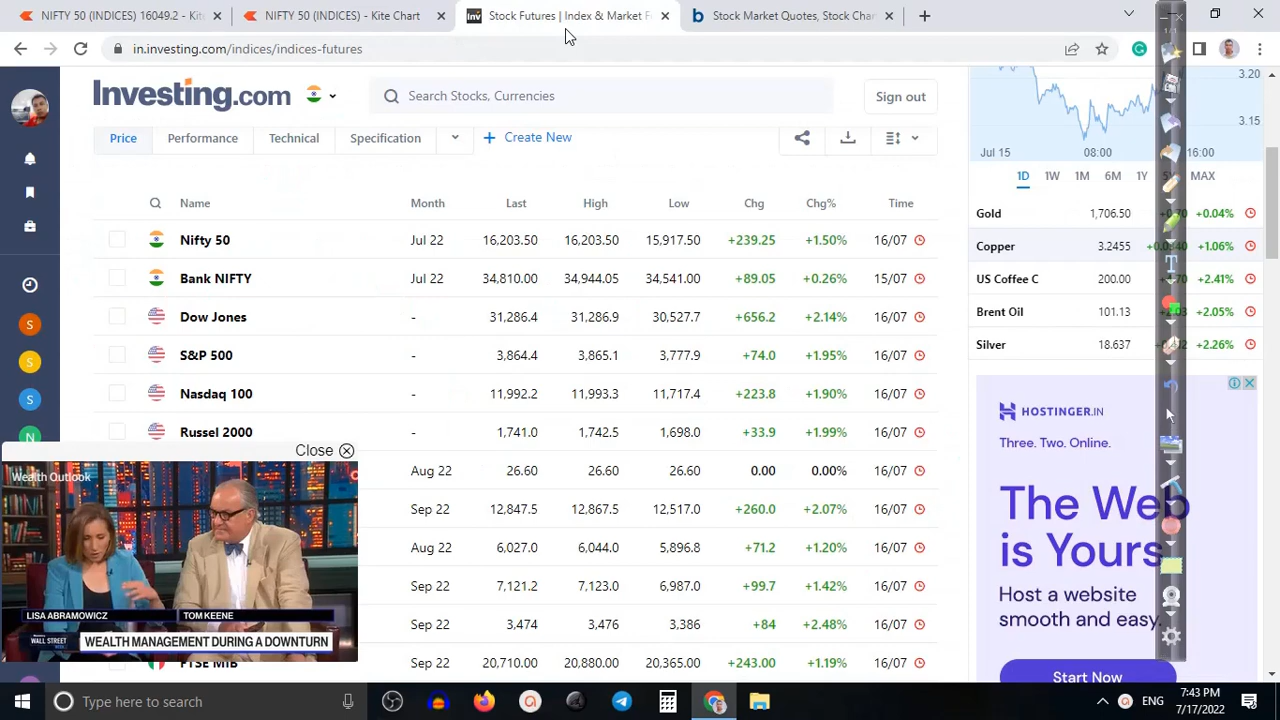 NIFTY 50 (INDICES) 16049.2 - Ki
NIFTY 50 (INDICES) - Kite Chart
Inv Stock Futures | Index & Market F
b Stock Market Quotes, Stock Char
in.investing.com/indices/indices-futures
1/1
Investing.com
Search Stocks, Currencies
Sign out
Price Performance Technical Specification
+ Create New
3.20
3.15
Jul 15 08:00 16:00
1D 1W 1M 6M 1Y MAX
Name Month Last High Low Chg Chg% Time
Nifty 50 Jul 22 16,203.50 16,203.50 15,917.50 +239.25 +1.50% 16/07
Bank NIFTY Jul 22 34,810.00 34,944.05 34,541.00 +89.05 +0.26% 15/07
Dow Jones - 31,286.4 31,286.9 30,527.7 +656.2 +2.14% 16/07
S&P 500 - 3,864.4 3,865.1 3,777.9 +74.0 +1.95% 16/07
Nasdaq 100 - 11,992.2 11,993.3 11,717.4 +223.8 +1.90% 16/07
Russel 2000 - 1,741.0 1,742.5 1,698.0 +33.9 +1.99% 16/07
Aug 22 26.60 26.60 26.60 0.00 0.00% 16/07
Sep 22 12,847.5 12,867.5 12,517.5 +260.0 +2.07% 16/07
Aug 22 6,027.0 6,044.0 5,896.8 +71.2 +1.20% 16/07
Sep 22 7,121.2 7,123.0 6,987.0 +99.7 +1.42% 16/07
Sep 22 3,474 3,476 3,386 +84 +2.48% 16/07
FTSE MIB Sep 22 20,710.00 20,880.00 20,365.00 +243.00 +1.19% 16/07
Gold 1,706.50 +0.04%
Copper 3.2455 +1.06%
US Coffee C 200.00 +2.41%
Brent Oil 101.13 +2.05%
Silver 18.637 +2.26%
S
S
S
N
T
Close
Wealth Outlook
LISA ABRAMOWICZ
TOM KEENE
WALL STREET
WEALTH MANAGEMENT DURING A DOWNTURN
HOSTINGER.IN
Three. Two. Online.
The Web
is Yours
Host a website
smooth and easy.
Start Now
Type here to search
ENG
7:43 PM
7/17/2022